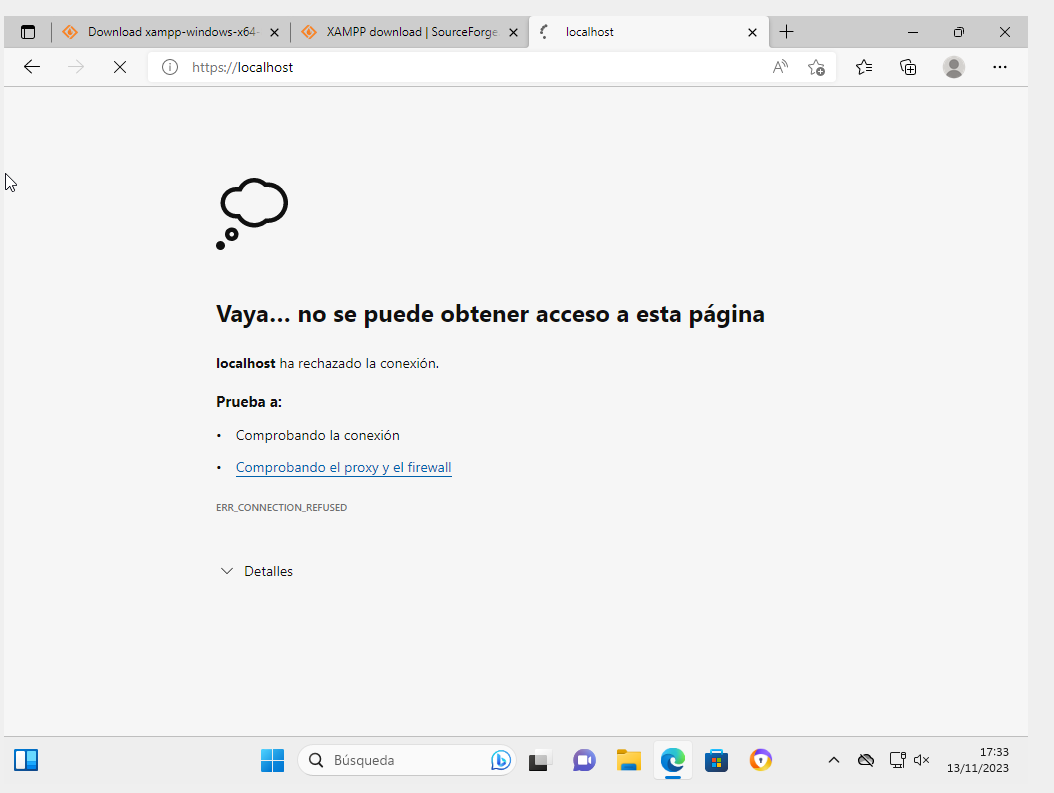 Download xampp-windows-x64-
XAMPP download | SourceForge
localhost
https://localhost
Vaya... no se puede obtener acceso a esta página
localhost ha rechazado la conexión.
Prueba a:
• Comprobando la conexión
• Comprobando el proxy y el firewall
ERR_CONNECTION_REFUSED
Detalles
Búsqueda
17:33
13/11/2023